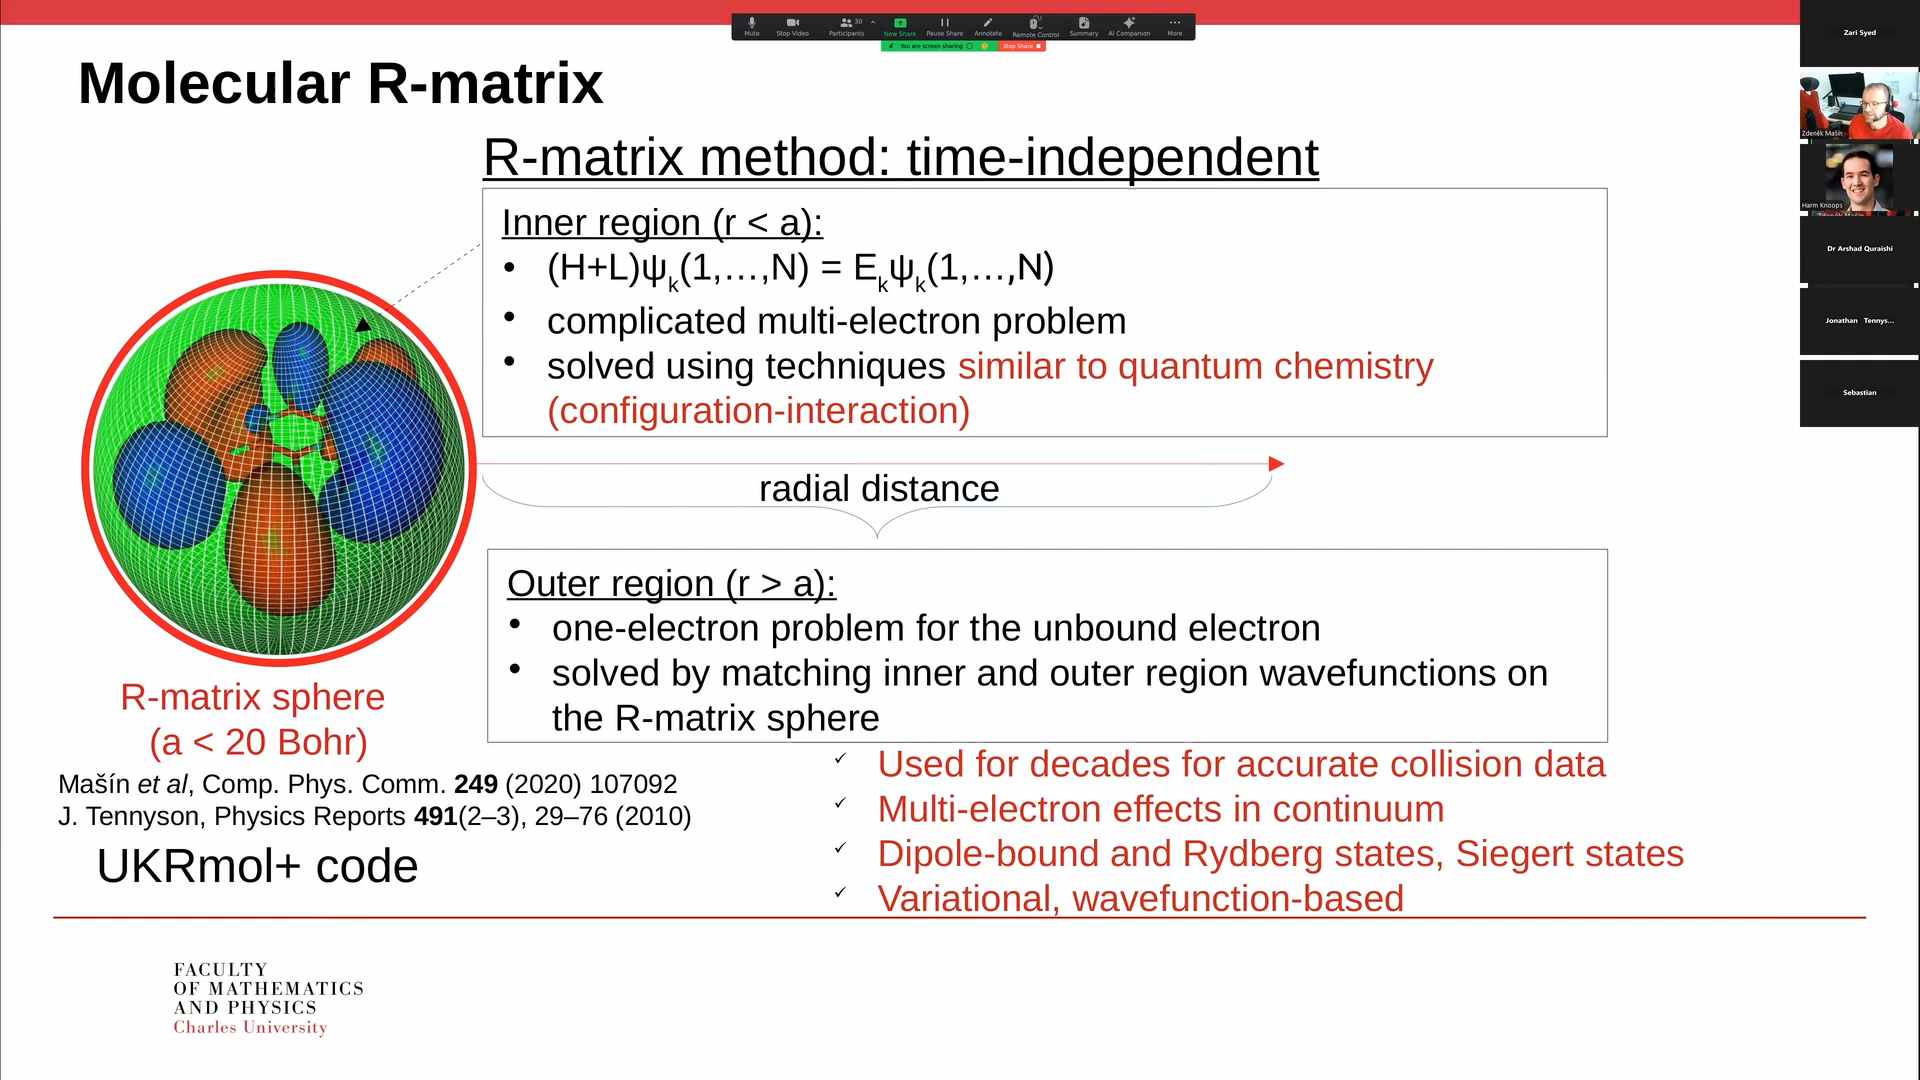 Mute
Stop Video
Participants
30
New Share
Pause Share
Annotate
Remote Control
Summary
AI Companion
More
You are screen sharing
Stop Share
Molecular R-matrix
R-matrix method: time-independent
Inner region (r < a):
• (H+L)ψk(1,…,N) = Ekψk(1,…,N)
• complicated multi-electron problem
• solved using techniques similar to quantum chemistry
(configuration-interaction)
radial distance
Outer region (r > a):
• one-electron problem for the unbound electron
• solved by matching inner and outer region wavefunctions on
the R-matrix sphere
R-matrix sphere
(a < 20 Bohr)
Mašín et al, Comp. Phys. Comm. 249 (2020) 107092
J. Tennyson, Physics Reports 491(2–3), 29–76 (2010)
UKRmol+ code
✓ Used for decades for accurate collision data
✓ Multi-electron effects in continuum
✓ Dipole-bound and Rydberg states, Siegert states
✓ Variational, wavefunction-based
FACULTY
OF MATHEMATICS
AND PHYSICS
Charles University
Zari Syed
Zdeněk Mašín
Harm Knoops
Zdeněk Mašín
Dr Arshad Quraishi
Jonathan Tennys...
Sebastian